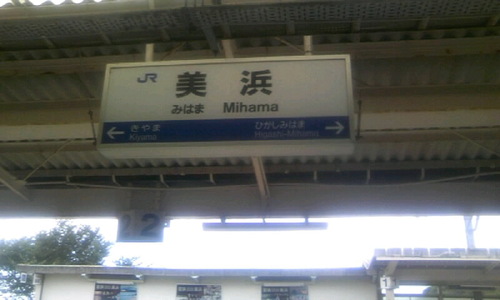 JR 美浜
みはま Mihama
きやま ひがしみはま
Kiyama Higashi-Mihama
2 2